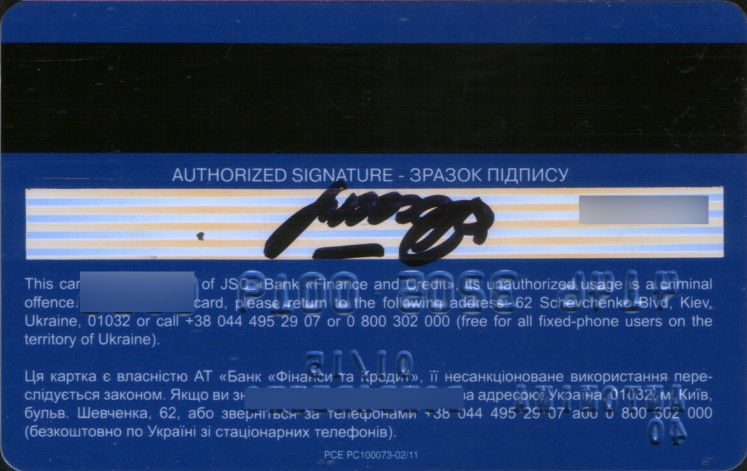 AUTHORIZED SIGNATURE - ЗРАЗОК ПІДПИСУ
This car of JSC Bank «Finance and Credit», its unauthorized usage is a criminal
offence. card, please return to the following address: 62 Schevchenko Blvd, Kiev,
Ukraine, 01032 or call +38 044 495 29 07 or 0 800 302 000 (free for all fixed-phone users on the
territory of Ukraine).
Ця картка є власністю АТ «Банк «Фінанси та Кредит», її несанкціоноване використання пере-
слідується законом. Якщо ви зн за адресою: Україна, 01032, м. Київ,
бульв. Шевченка, 62, або зверніться за телефонами +38 044 495 29 07 або 0 800 302 000
(безкоштовно по Україні зі стаціонарних телефонів).
PCE PC100073-02/11